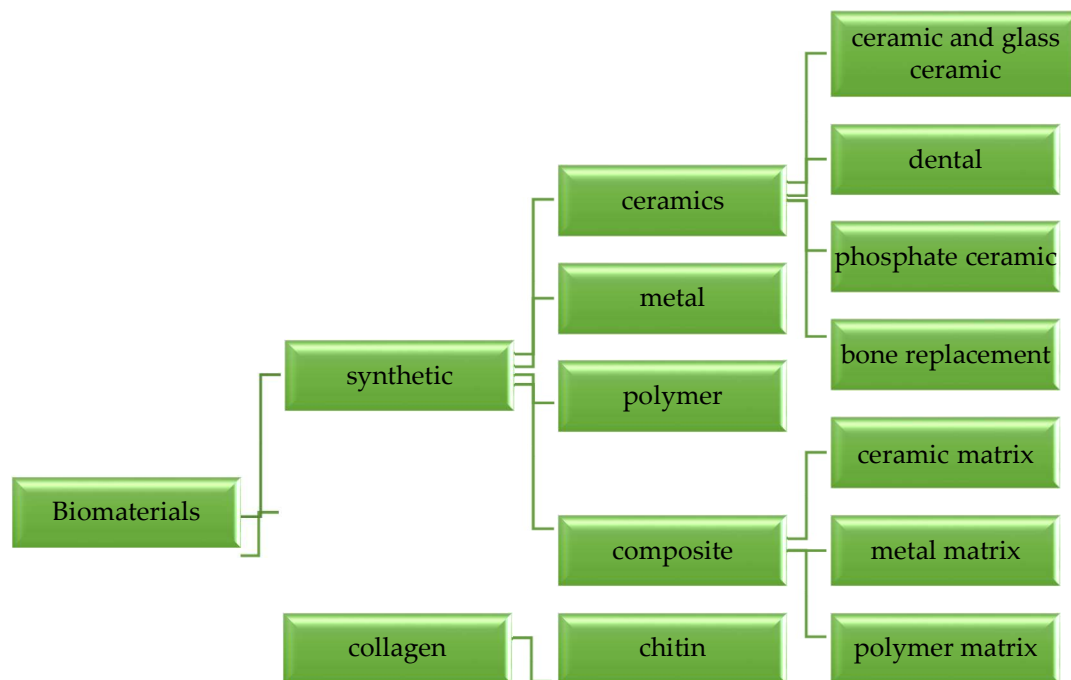 ceramic and glass
ceramic
dental
ceramics
phosphate ceramic
metal
bone replacement
synthetic
polymer
ceramic matrix
Biomaterials
composite
metal matrix
collagen
chitin
polymer matrix